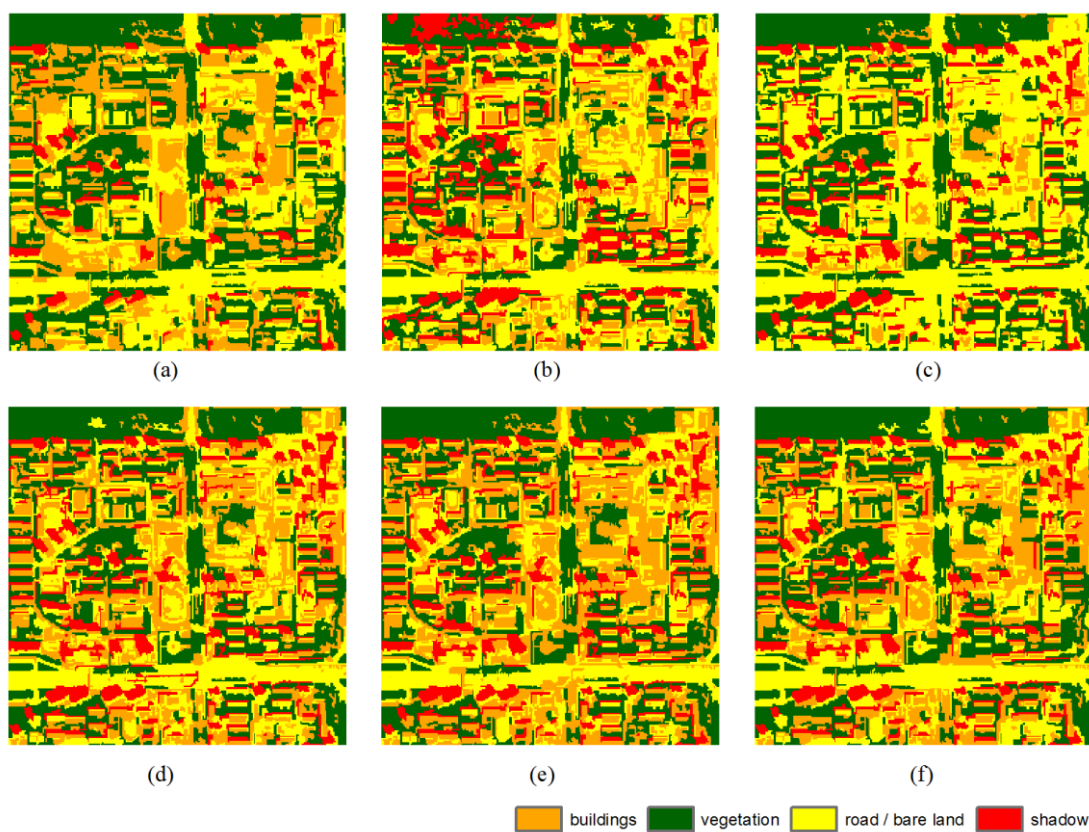 (a) (b) (c)
(d) (e) (f)
buildings vegetation road / bare land shadow